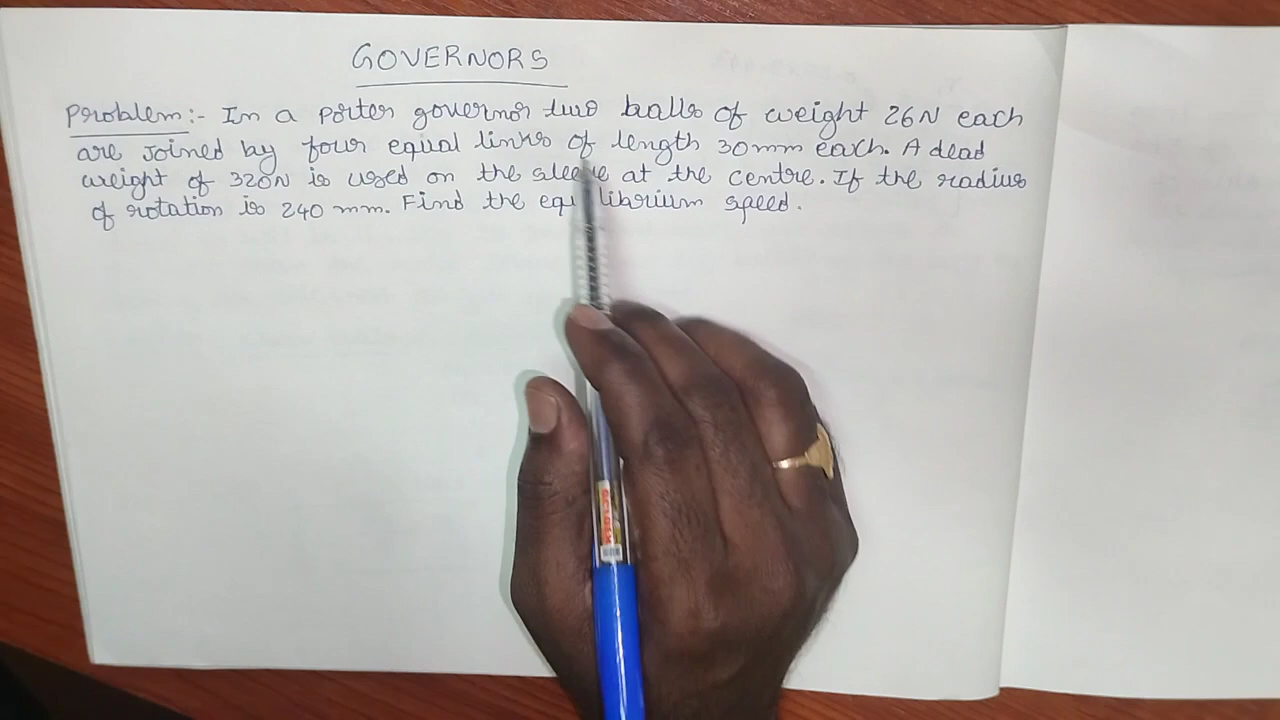 GOVERNORS
Problem:- In a porter governor two balls of weight 26N each
are joined by four equal links of length 30mm each. A dead
weight of 320N is used on the sleeve at the centre. If the radius
of rotation is 240 mm. Find the equilibrium speed.